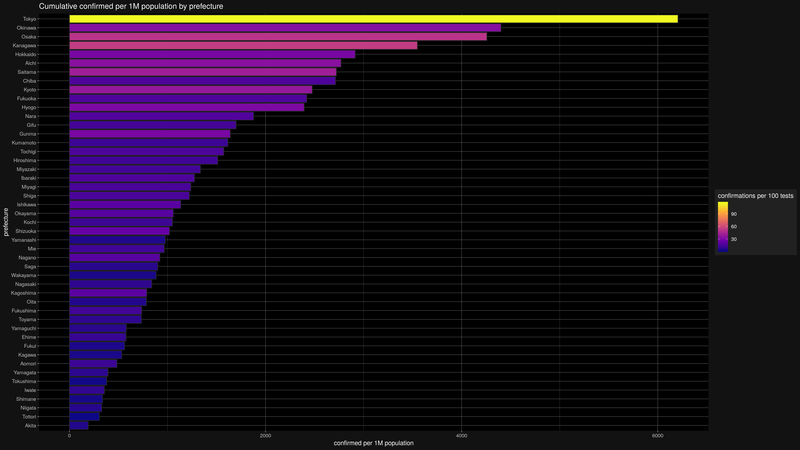 Cumulative confirmed per 1M population by prefecture
Tokyo
Okinawa
Osaka
Kanagawa
Hokkaido
Aichi
Saitama
Chiba
Kyoto
Fukuoka
Hyogo
Nara
Gifu
Gunma
Kumamoto
Tochigi
Hiroshima
Miyazaki
Ibaraki
Miyagi
Shiga
Ishikawa
Okayama
Kochi
Shizuoka
Yamanashi
Mie
Nagano
Saga
Wakayama
Nagasaki
Kagoshima
Oita
Fukushima
Toyama
Yamaguchi
Ehime
Fukui
Kagawa
Aomori
Yamagata
Tokushima
Iwate
Shimane
Niigata
Tottori
Akita
prefecture
0 2000 4000 6000
confirmed per 1M population
confirmations per 100 tests
90
60
30